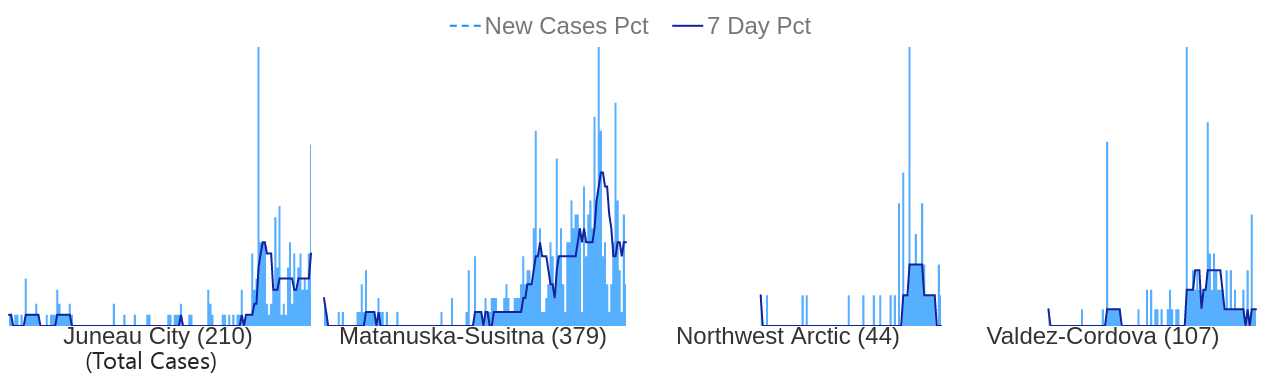 New Cases Pct 7 Day Pct
Juneau City (210) Matanuska-Susitna (379) Northwest Arctic (44) Valdez-Cordova (107)
(Total Cases)